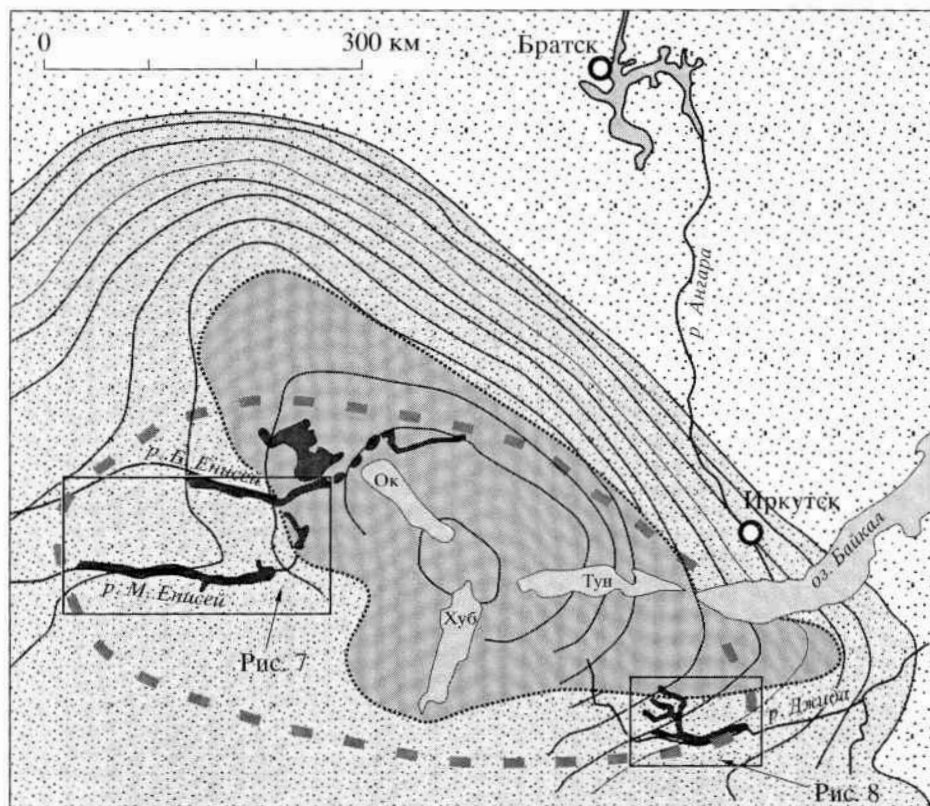 0 300 км
Братск
р. Ангара
Ок
р. Б. Енисей
Иркутск
оз. Байкал
Тун
р. М. Енисей
Хуб
Рис. 7
р. Джида
Рис. 8